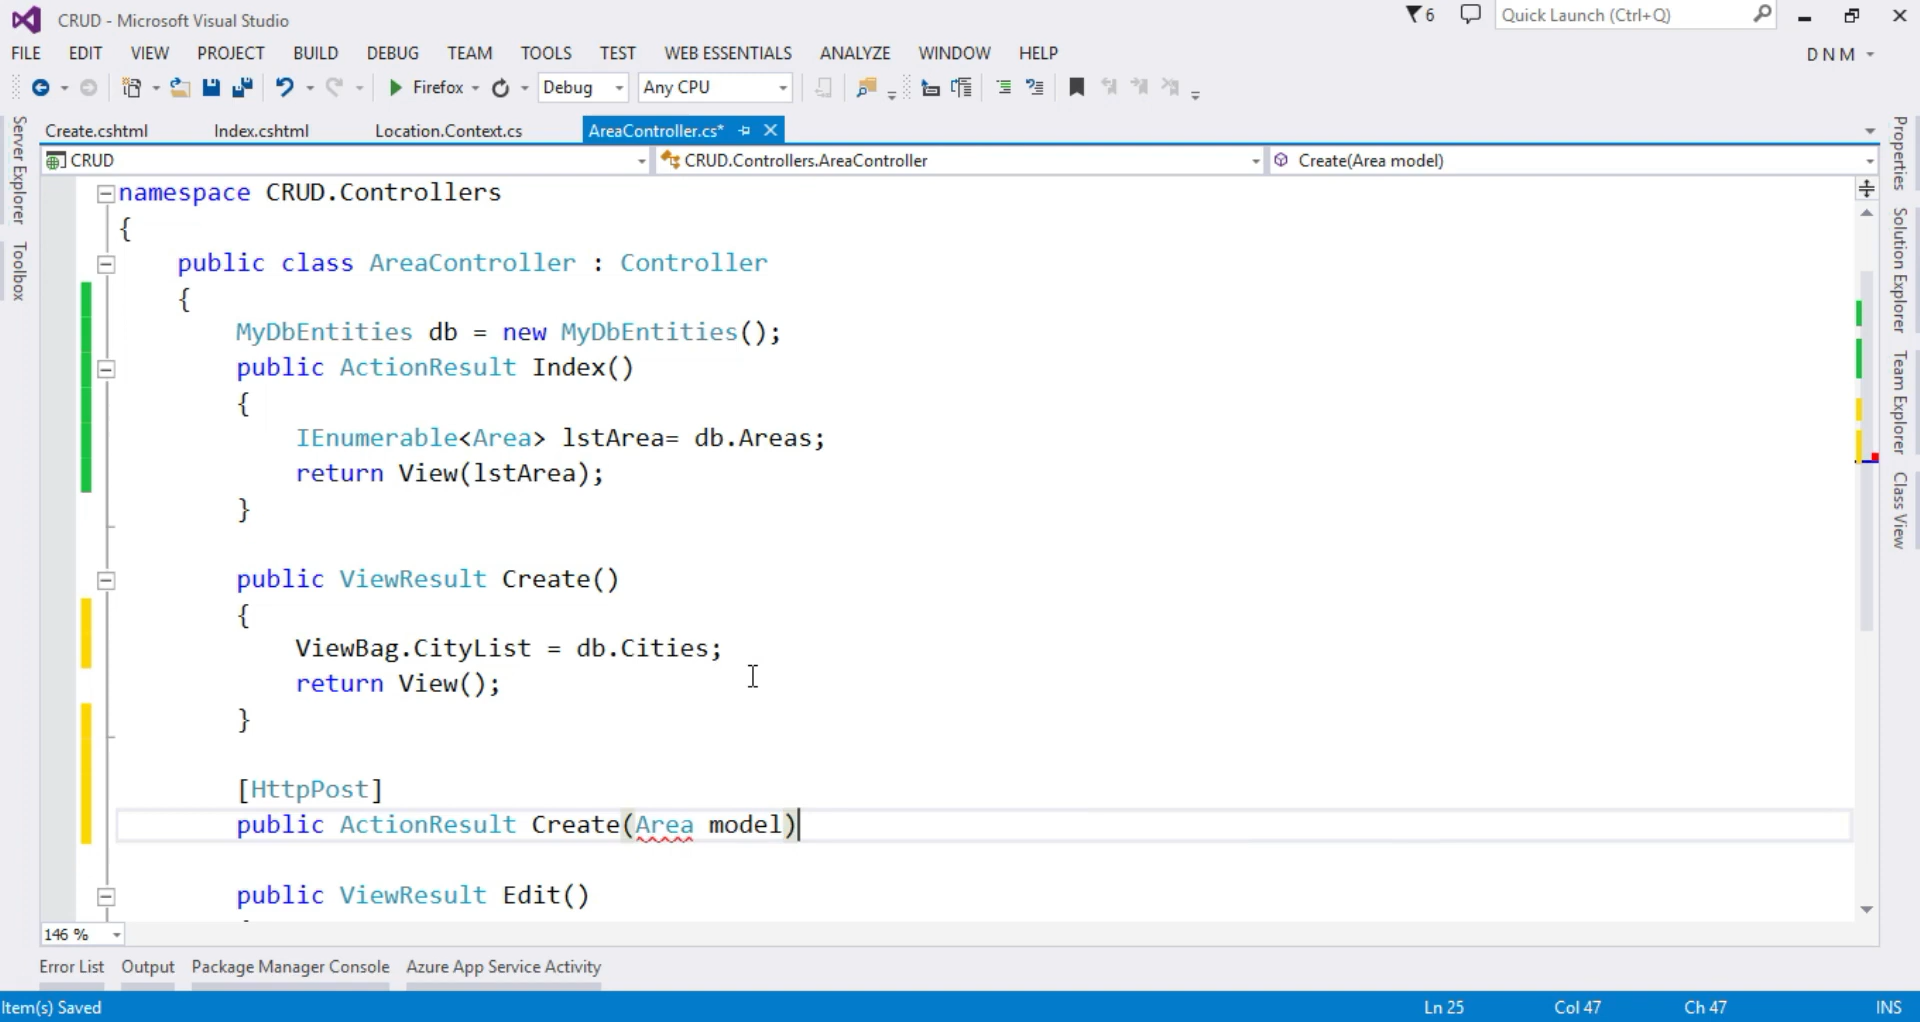 CRUD - Microsoft Visual Studio
6
Quick Launch (Ctrl+Q)
FILE EDIT VIEW PROJECT BUILD DEBUG TEAM TOOLS TEST WEB ESSENTIALS ANALYZE WINDOW HELP
D N M
Firefox Debug Any CPU
Create.cshtml Index.cshtml Location.Context.cs AreaController.cs*
CRUD CRUD.Controllers.AreaController Create(Area model)
Server Explorer
Toolbox
Properties
Solution Explorer
Team Explorer
Class View
namespace CRUD.Controllers
{
public class AreaController : Controller
{
MyDbEntities db = new MyDbEntities();
public ActionResult Index()
{
IEnumerable<Area> lstArea= db.Areas;
return View(lstArea);
}
public ViewResult Create()
{
ViewBag.CityList = db.Cities;
return View();
}
[HttpPost]
public ActionResult Create(Area model)
public ViewResult Edit()
146 %
Error List Output Package Manager Console Azure App Service Activity
Item(s) Saved Ln 25 Col 47 Ch 47 INS